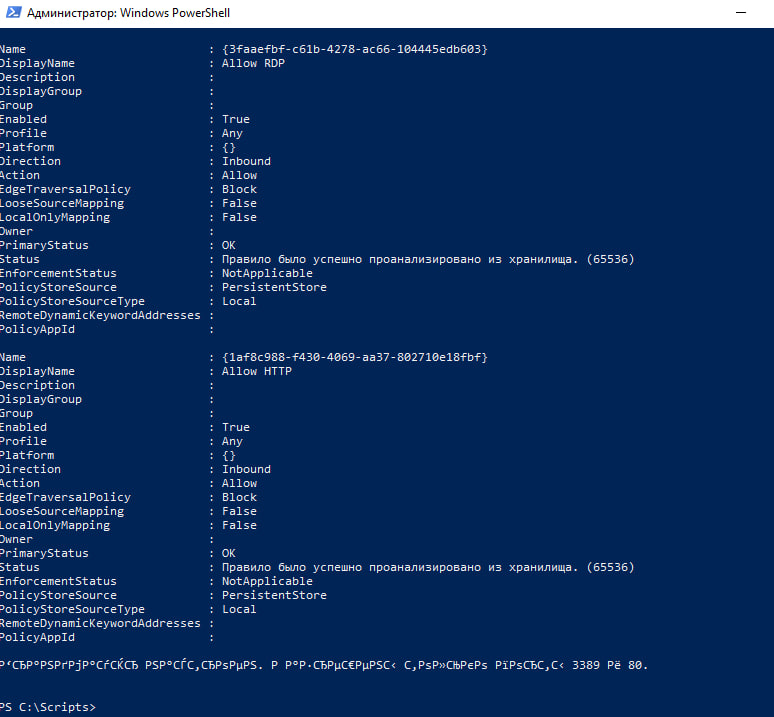 Администратор: Windows PowerShell
Name : {3faaefbf-c61b-4278-ac66-104445edb603}
DisplayName : Allow RDP
Description :
DisplayGroup :
Group :
Enabled : True
Profile : Any
Platform : {}
Direction : Inbound
Action : Allow
EdgeTraversalPolicy : Block
LooseSourceMapping : False
LocalOnlyMapping : False
Owner :
PrimaryStatus : OK
Status : Правило было успешно проанализировано из хранилища. (65536)
EnforcementStatus : NotApplicable
PolicyStoreSource : PersistentStore
PolicyStoreSourceType : Local
RemoteDynamicKeywordAddresses :
PolicyAppId :
Name : {1af8c988-f430-4069-aa37-802710e18fbf}
DisplayName : Allow HTTP
Description :
DisplayGroup :
Group :
Enabled : True
Profile : Any
Platform : {}
Direction : Inbound
Action : Allow
EdgeTraversalPolicy : Block
LooseSourceMapping : False
LocalOnlyMapping : False
Owner :
PrimaryStatus : OK
Status : Правило было успешно проанализировано из хранилища. (65536)
EnforcementStatus : NotApplicable
PolicyStoreSource : PersistentStore
PolicyStoreSourceType : Local
RemoteDynamicKeywordAddresses :
PolicyAppId :
3389 Рё 80.
PS C:\Scripts>